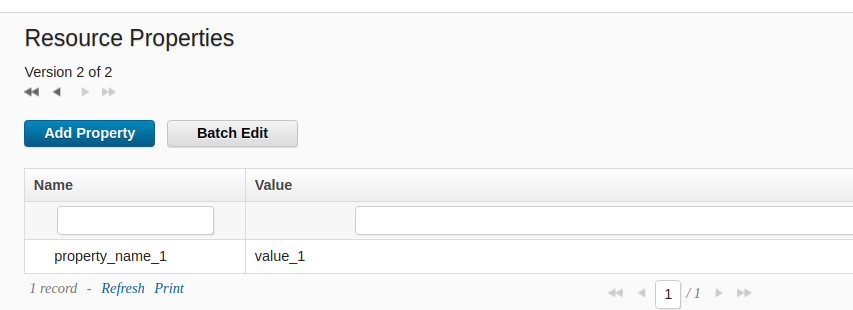 Resource Properties
Version 2 of 2
Add Property Batch Edit
Name Value
property_name_1 value_1
1 record - Refresh Print 1 / 1